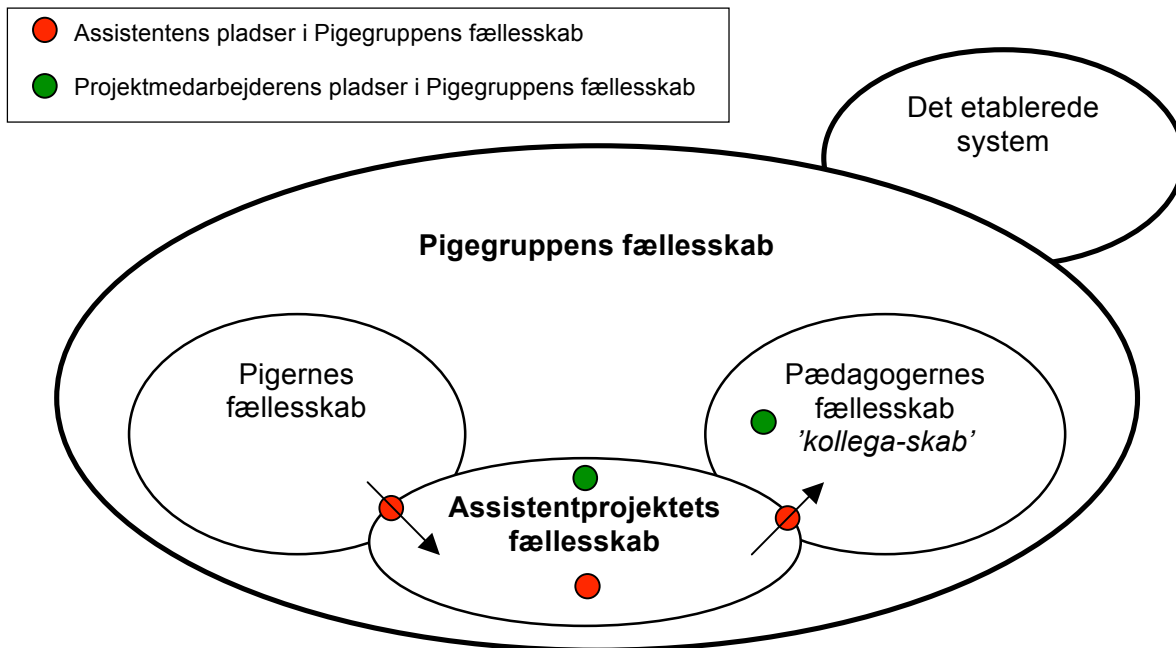 Assistentens pladser i Pigegruppens fællesskab
Projektmedarbejderens pladser i Pigegruppens fællesskab
Det etablerede
system
Pigegruppens fællesskab
Pigernes
fællesskab
Pædagogernes
fællesskab
’kollega-skab’
Assistentprojektets
fællesskab